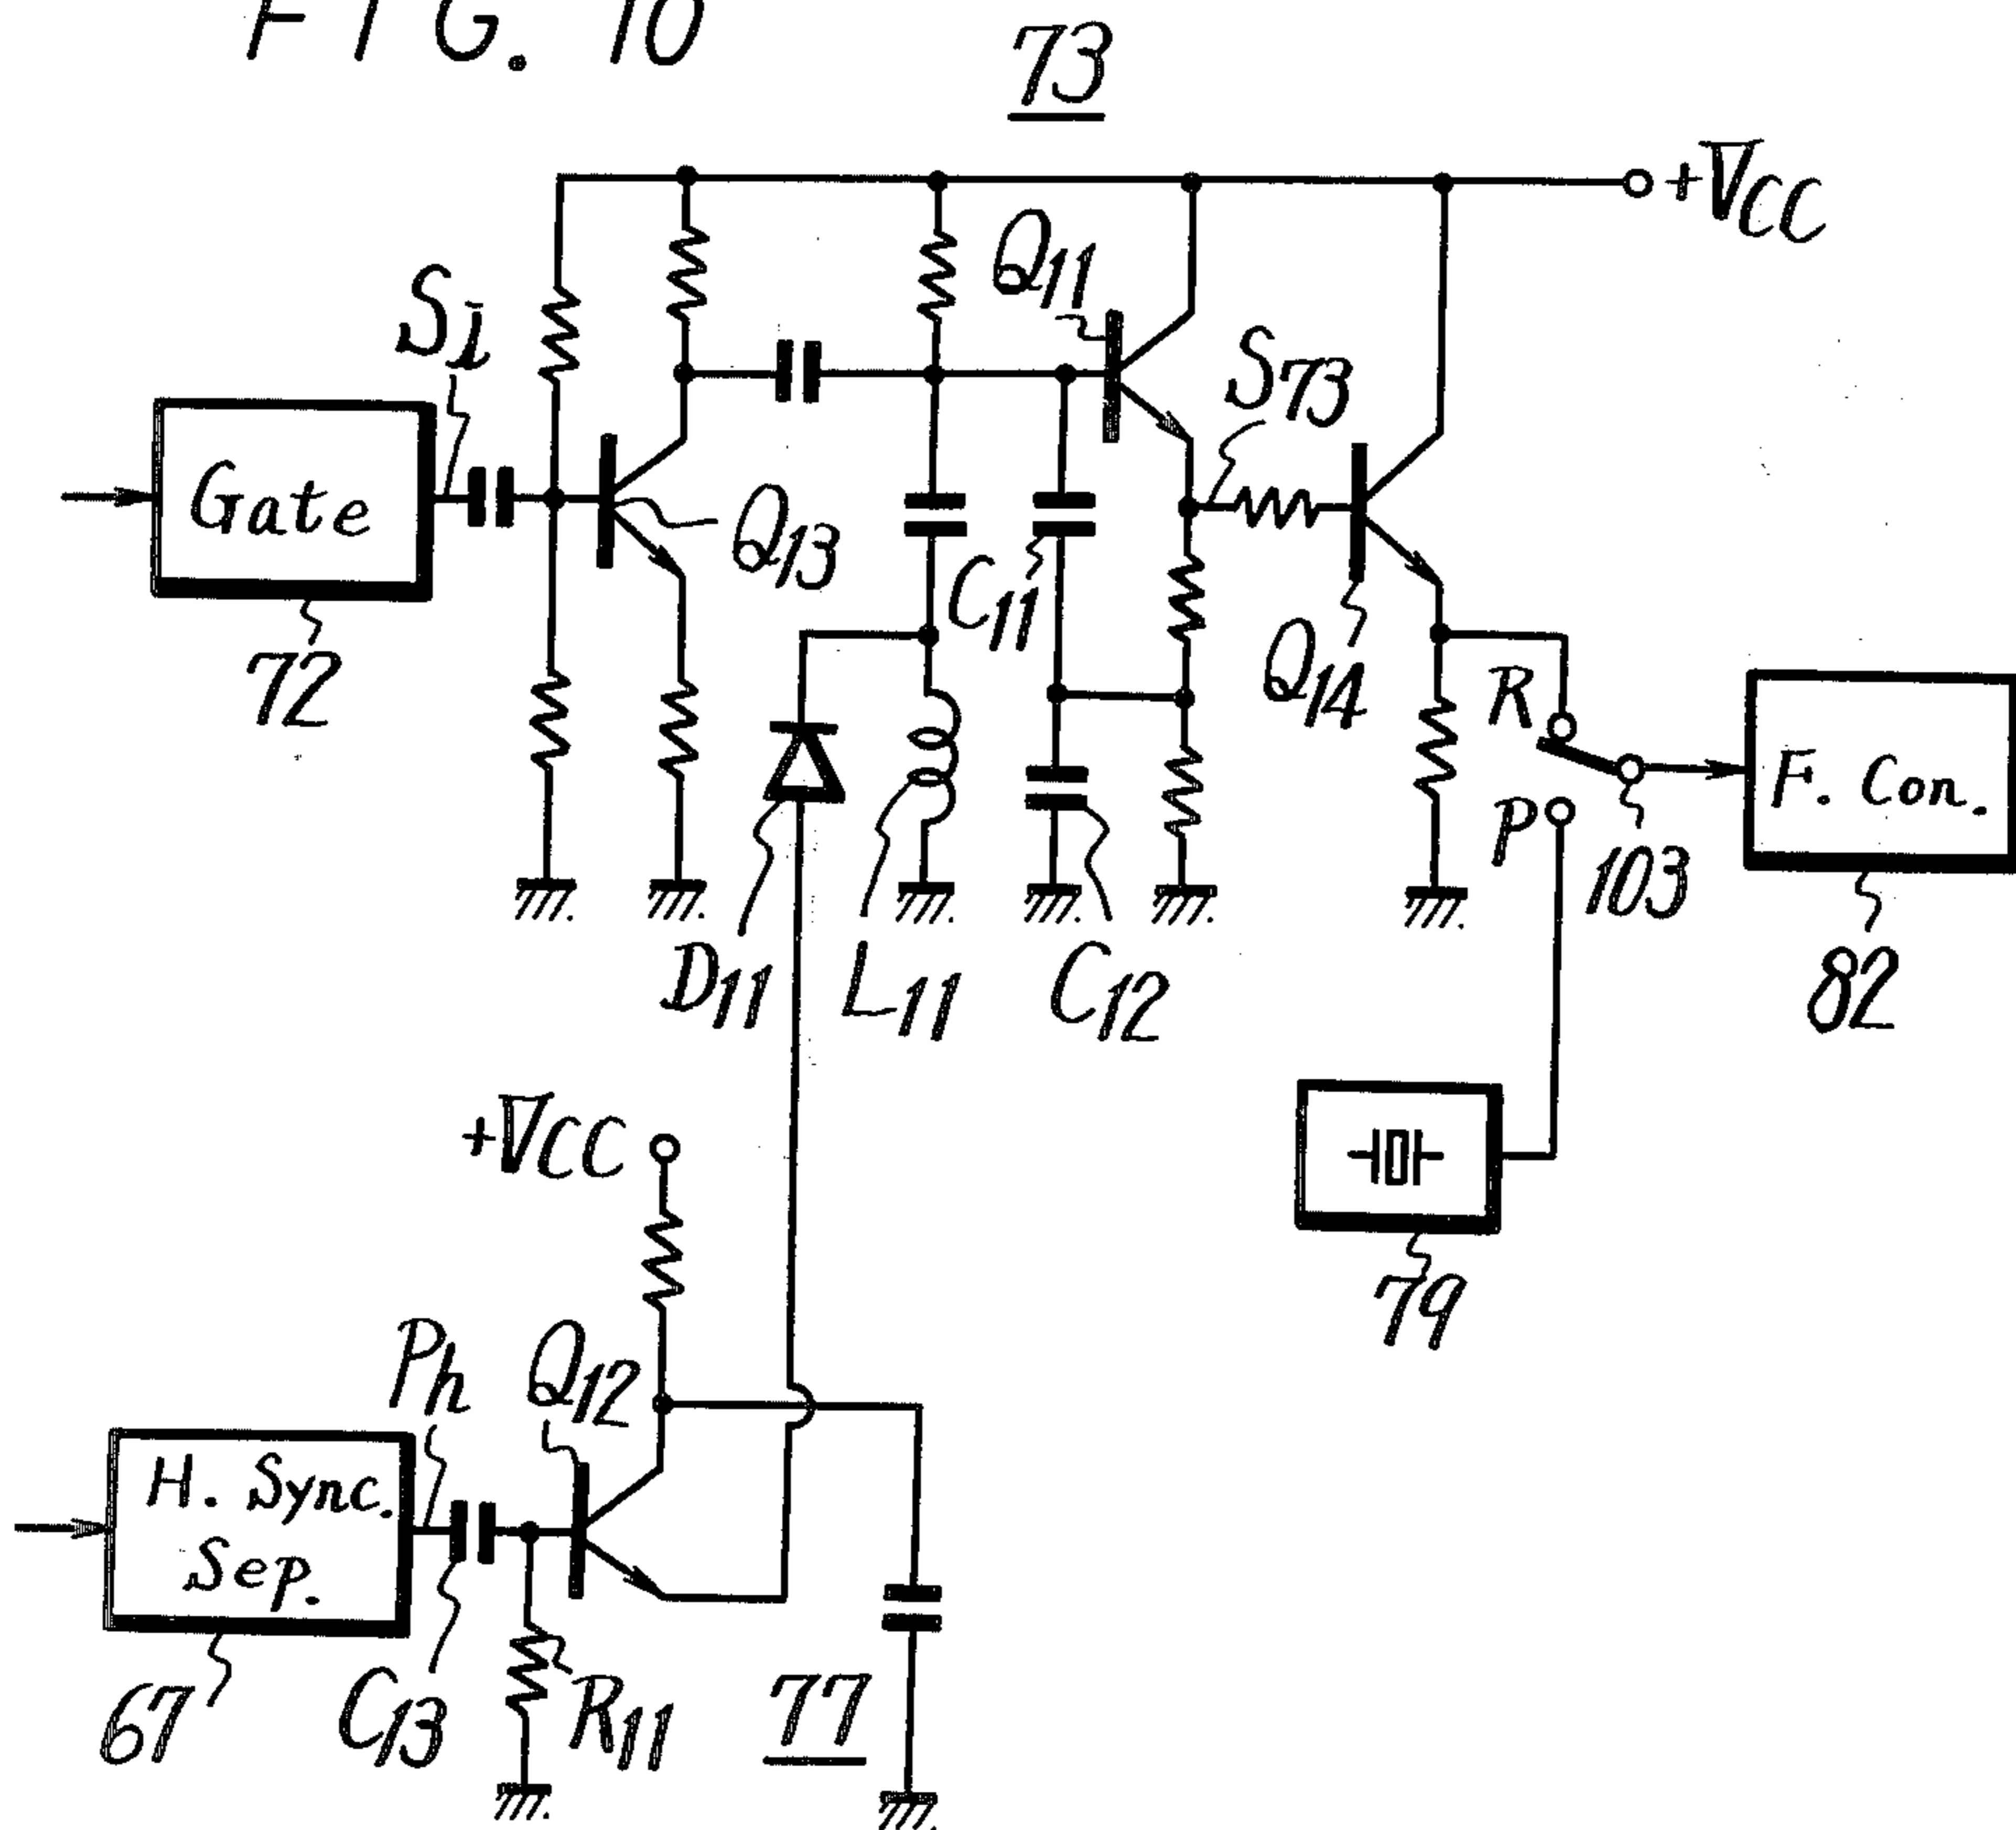 FIG. 10
73
+VCC
Q11
Si
S73
Gate
Q13
C11
72
Q14
R
F. Con.
P
103
D11
L11
C12
82
+VCC
79
Ph
Q12
H. Sync.
Sep.
67
C13
R11
77